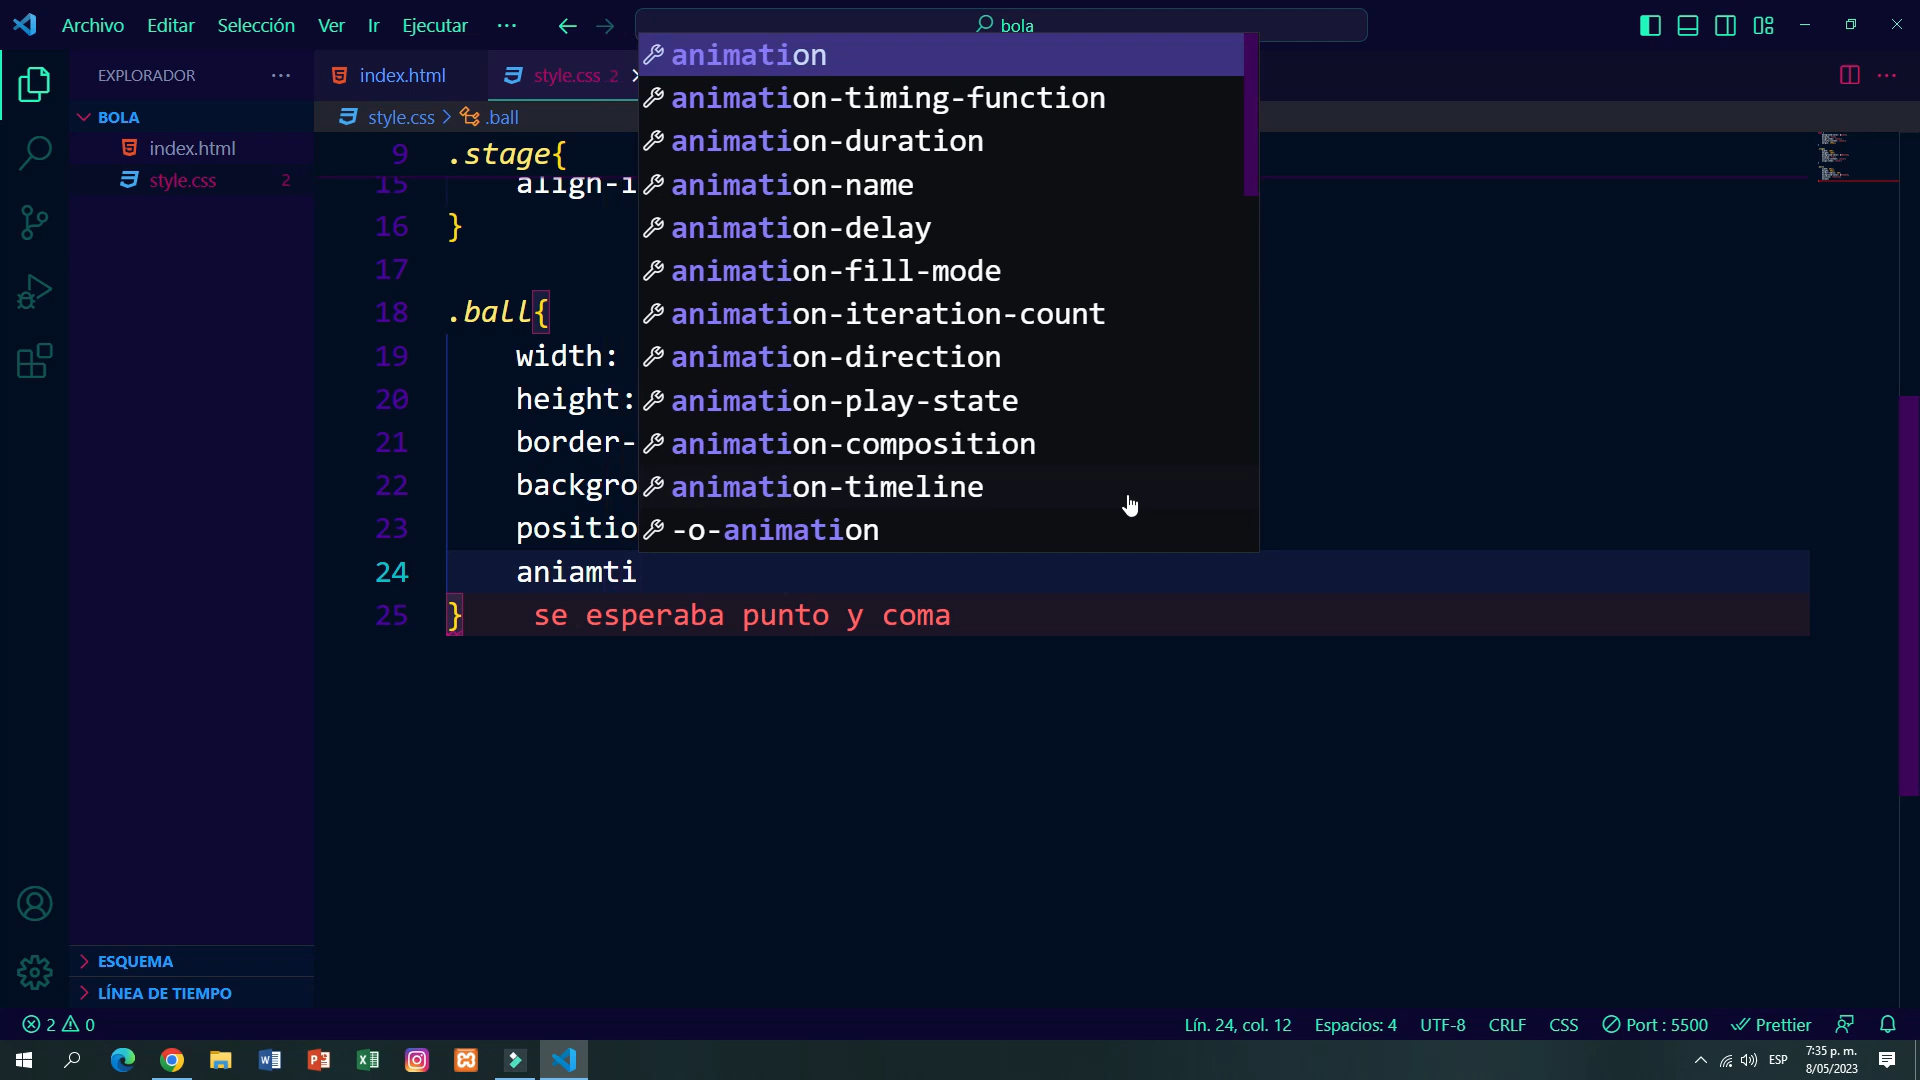 Archivo Editar Selección Ver Ir Ejecutar ··· bola
EXPLORADOR ···
BOLA
index.html
style.css 2
index.html style.css 2
style.css > .ball
9 .stage{
15 align-i
16 }
17
18 .ball{
19 width:
20 height:
21 border-
22 backgro
23 positio
24 aniamti
25 } se esperaba punto y coma
animation
animation-timing-function
animation-duration
animation-name
animation-delay
animation-fill-mode
animation-iteration-count
animation-direction
animation-play-state
animation-composition
animation-timeline
-o-animation
ESQUEMA
LÍNEA DE TIEMPO
2 0 Lín. 24, col. 12 Espacios: 4 UTF-8 CRLF CSS Port : 5500 Prettier
ESP 7:35 p. m.
8/05/2023